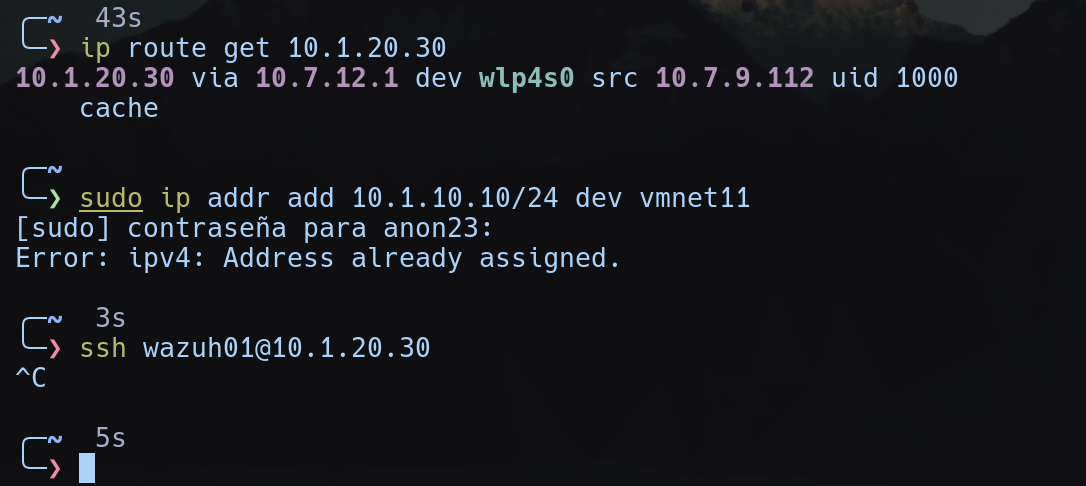 ~ 43s
❯ ip route get 10.1.20.30
10.1.20.30 via 10.7.12.1 dev wlp4s0 src 10.7.9.112 uid 1000
cache
~
❯ sudo ip addr add 10.1.10.10/24 dev vmnet11
[sudo] contraseña para anon23:
Error: ipv4: Address already assigned.
~ 3s
❯ ssh wazuh01@10.1.20.30
^C
~ 5s
❯